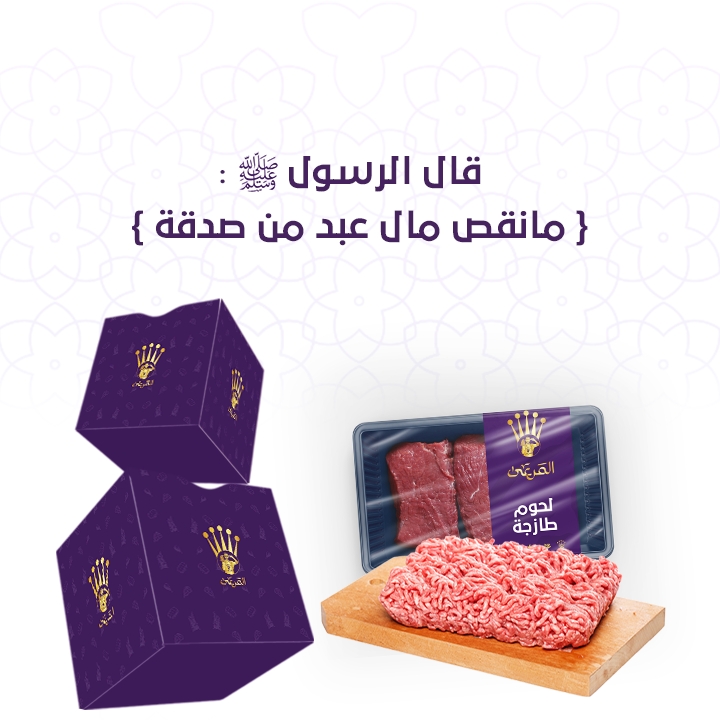 قال الرسول ﷺ :
{ مانقص مال عبد من صدقة }
لحوم
طازجة